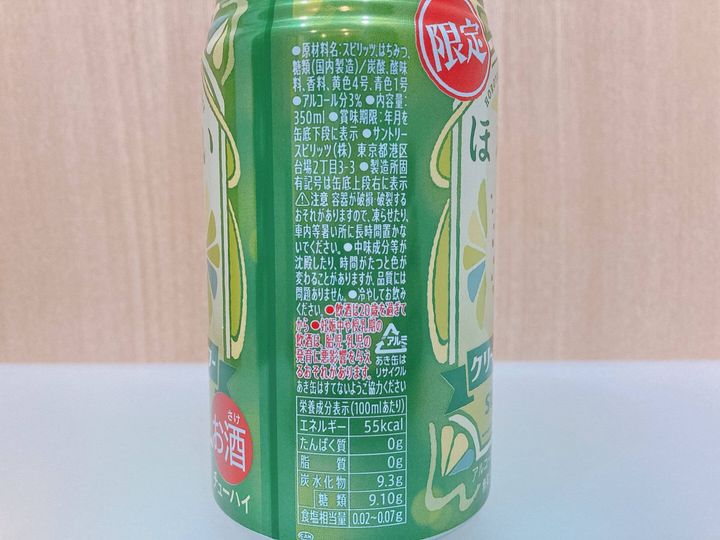 ●原材料名:スピリッツ、はちみつ、
糖類(国内製造)/炭酸、酸味
料、香料、黄色4号、青色1号
●アルコール分3% ●内容量:
350ml ●賞味期限:年月を
缶底下段に表示 ●サントリー
スピリッツ(株) 東京都港区
台場2丁目3-3 ●製造所固
有記号は缶底上段右に表示
⚠注意 容器が破損・破裂する
おそれがありますので、凍らせたり、
車内等暑い所に長時間置かな
いでください。●中味成分等が
沈殿したり、時間がたつと色が
変わることがありますが、品質には
問題ありません。●冷やしてお飲み
ください。●飲酒は20歳を過ぎて
から ●妊娠中や授乳期の
飲酒は、胎児・乳児の
発育に悪影響を与え
るおそれがあります。
アルミ
あき缶は
リサイクル
あき缶はすてないようご協力ください
栄養成分表示(100mlあたり)
エネルギー 55kcal
たんぱく質 0g
脂質 0g
炭水化物 9.3g
糖類 9.10g
食塩相当量 0.02~0.07g
限定
ほ
クリー
い
ー
さけ
お酒
チューハイ
アルコー